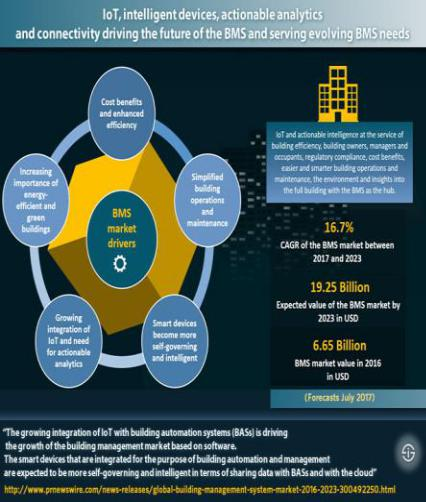 IoT, intelligent devices, actionable analytics
and connectivity driving the future of the BMS and serving evolving BMS needs
Cost benefits
and enhanced
efficiency
Increasing
importance of
energy-
efficient and
green
buildings
Simplified
building
operations
and
maintenance
BMS
market
drivers
Growing
integration of
IoT and need
for actionable
analytics
Smart devices
become more
self-governing
and intelligent
IoT and actionable intelligence at the service of
building efficiency, building owners, managers and
occupants, regulatory compliance, cost benefits,
easier and smarter building operations and
maintenance, the environment and insights into
the full building with the BMS as the hub.
16.7%
CAGR of the BMS market between
2017 and 2023
19.25 Billion
Expected value of the BMS market by
2023 in USD
6.65 Billion
BMS market value in 2016
in USD
(Forecasts July 2017)
"The growing integration of IoT with building automation systems (BASs) is driving
the growth of the building management market based on software.
The smart devices that are integrated for the purpose of building automation and management
are expected to be more self-governing and intelligent in terms of sharing data with BASs and with the cloud"
http://www.prnewswire.com/news-releases/global-building-management-system-market-2016-2023-300492250.html